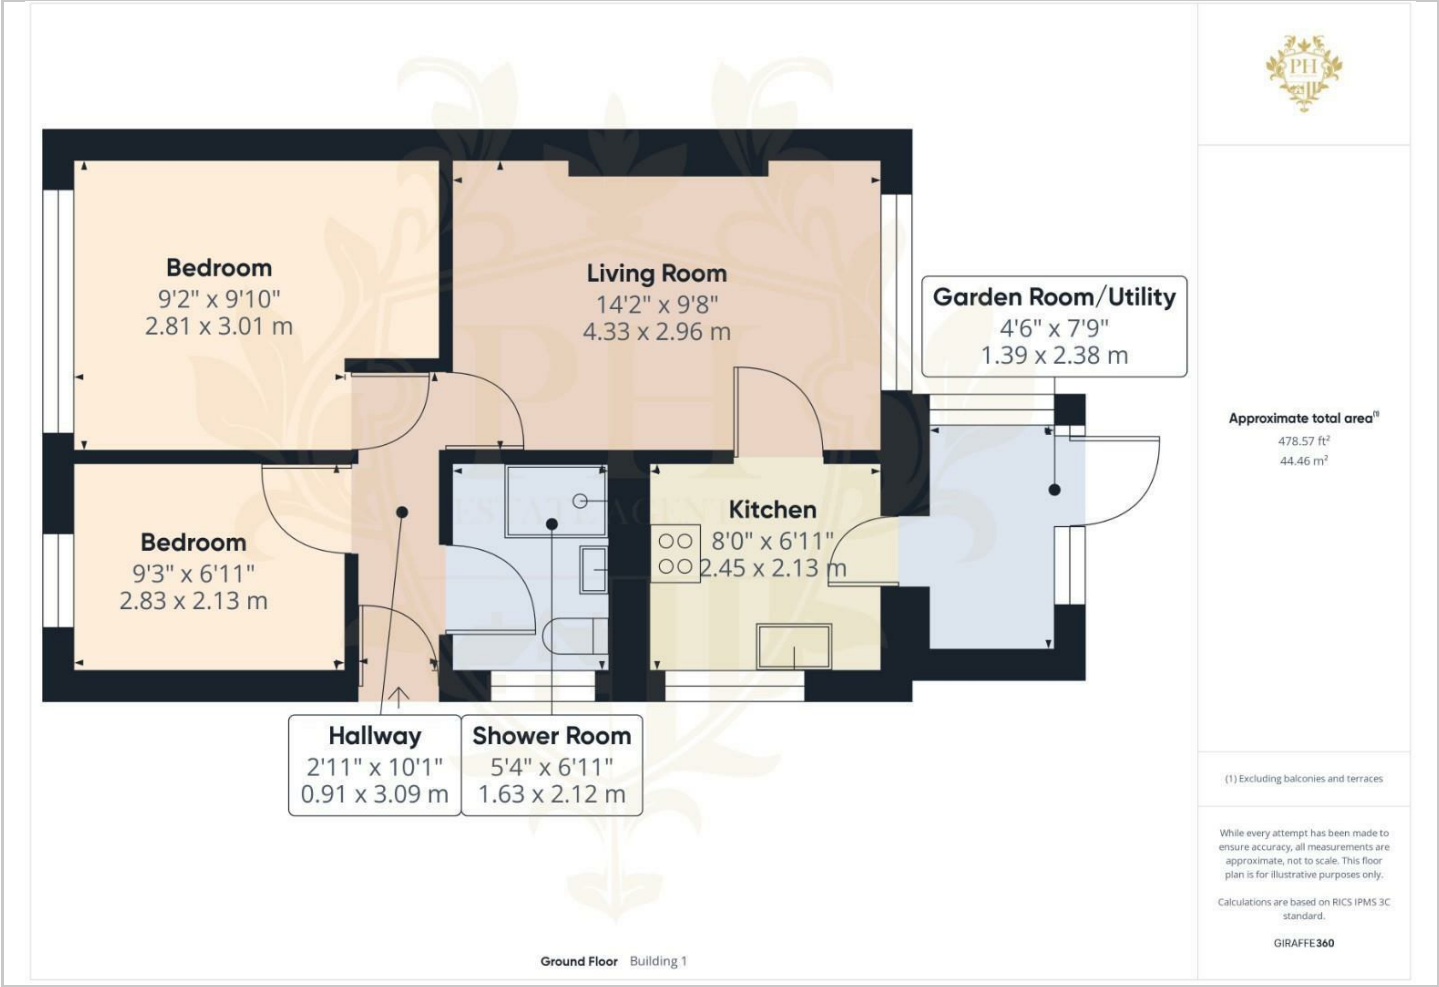 PH
Bedroom
9'2" x 9'10"
2.81 x 3.01 m
Living Room
14'2" x 9'8"
4.33 x 2.96 m
Garden Room/Utility
4'6" x 7'9"
1.39 x 2.38 m
Bedroom
9'3" x 6'11"
2.83 x 2.13 m
Kitchen
8'0" x 6'11"
2.45 x 2.13 m
Hallway
2'11" x 10'1"
0.91 x 3.09 m
Shower Room
5'4" x 6'11"
1.63 x 2.12 m
PH
ESTATE AGENTS
Ground Floor Building 1
Approximate total area⁽¹⁾
478.57 ft²
44.46 m²
(1) Excluding balconies and terraces
While every attempt has been made to
ensure accuracy, all measurements are
approximate, not to scale. This floor
plan is for illustrative purposes only.
Calculations are based on RICS IPMS 3C
standard.
GIRAFFE360